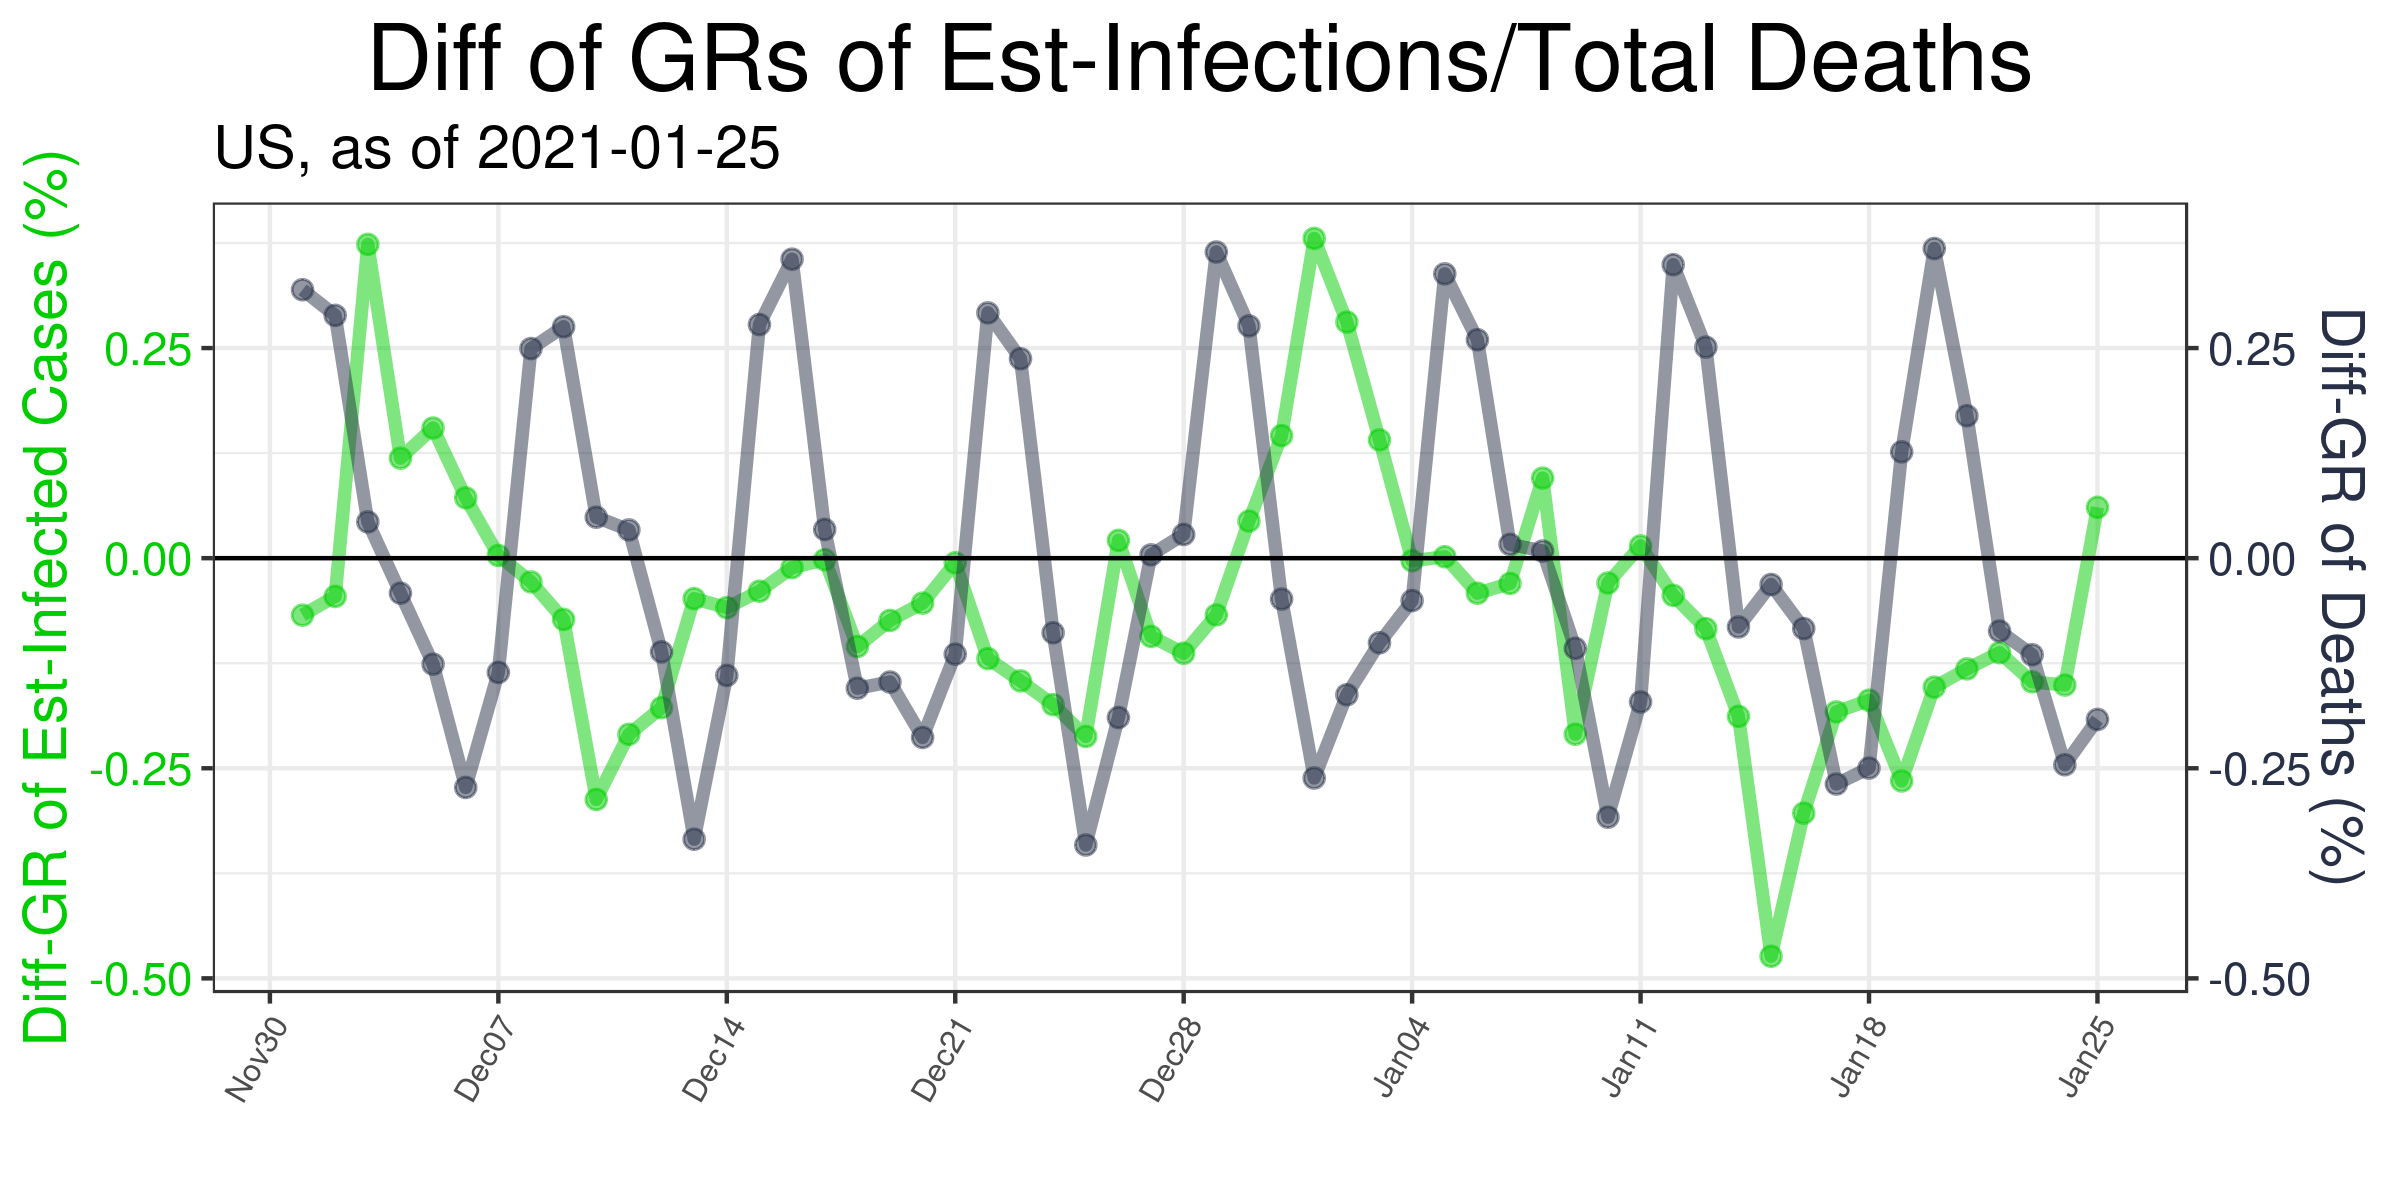 Diff of GRs of Est-Infections/Total Deaths
US, as of 2021-01-25
Diff-GR of Est-Infected Cases (%)
0.25
0.00
-0.25
-0.50
0.25
0.00
-0.25
-0.50
Diff-GR of Deaths (%)
Nov30
Dec07
Dec14
Dec21
Dec28
Jan04
Jan11
Jan18
Jan25